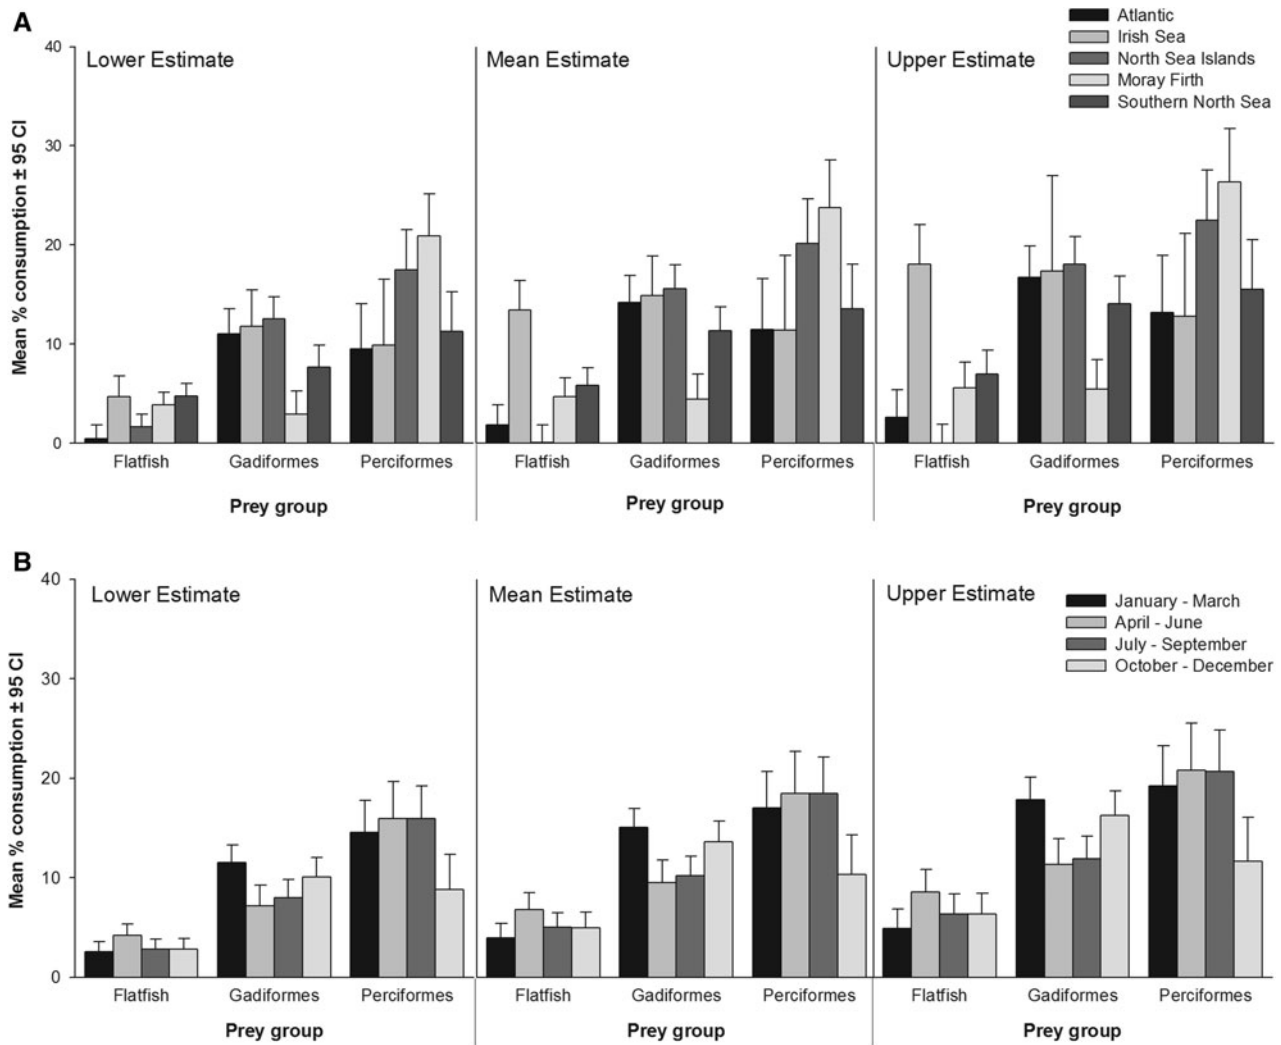 A
Atlantic
Irish Sea
North Sea Islands
Moray Firth
Southern North Sea
Lower Estimate
Mean Estimate
Upper Estimate
Mean % consumption ± 95 CI
40
30
20
10
0
Flatfish Gadiformes Perciformes
Flatfish Gadiformes Perciformes
Flatfish Gadiformes Perciformes
Prey group
Prey group
Prey group
B
Lower Estimate
Mean Estimate
Upper Estimate
January - March
April - June
July - September
October - December
Mean % consumption ± 95 CI
40
30
20
10
0
Flatfish Gadiformes Perciformes
Flatfish Gadiformes Perciformes
Flatfish Gadiformes Perciformes
Prey group
Prey group
Prey group